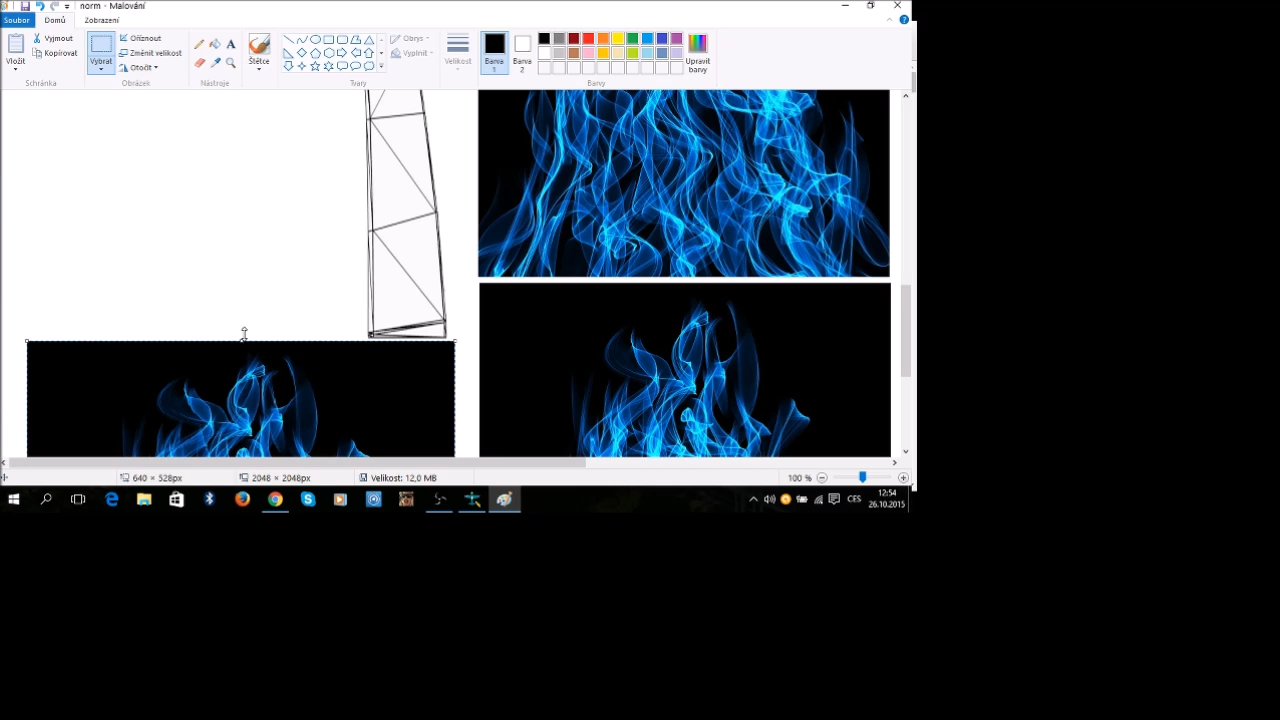 norm - Malování
Soubor Domů Zobrazení
Vložit
Vyjmout
Kopírovat
Schránka
Vybrat
Oříznout
Změnit velikost
Otočit
Obrázek
A
Nástroje
Štětce
Obrys
Vyplnit
Tvary
Velikost
Barva 1
Barva 2
Upravit barvy
Barvy
640 × 528px 2048 × 2048px Velikost: 12,0 MB 100 %
CES 12:54
26.10.2015